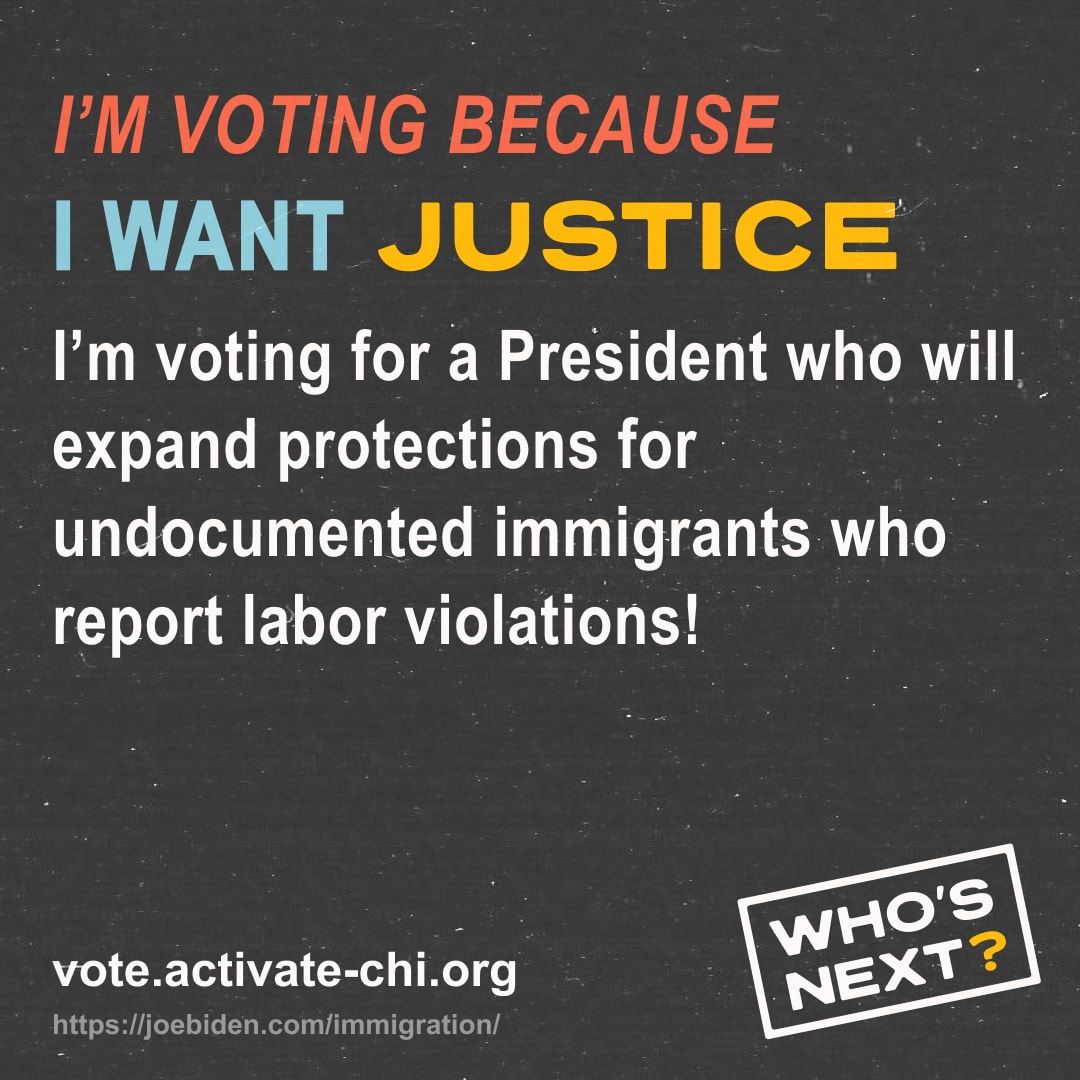 I'M VOTING BECAUSE
I WANT JUSTICE
I'm voting for a President who will
expand protections for
undocumented immigrants who
report labor violations!
WHO'S
NEXT?
vote.activate-chi.org
https://joebiden.com/immigration/